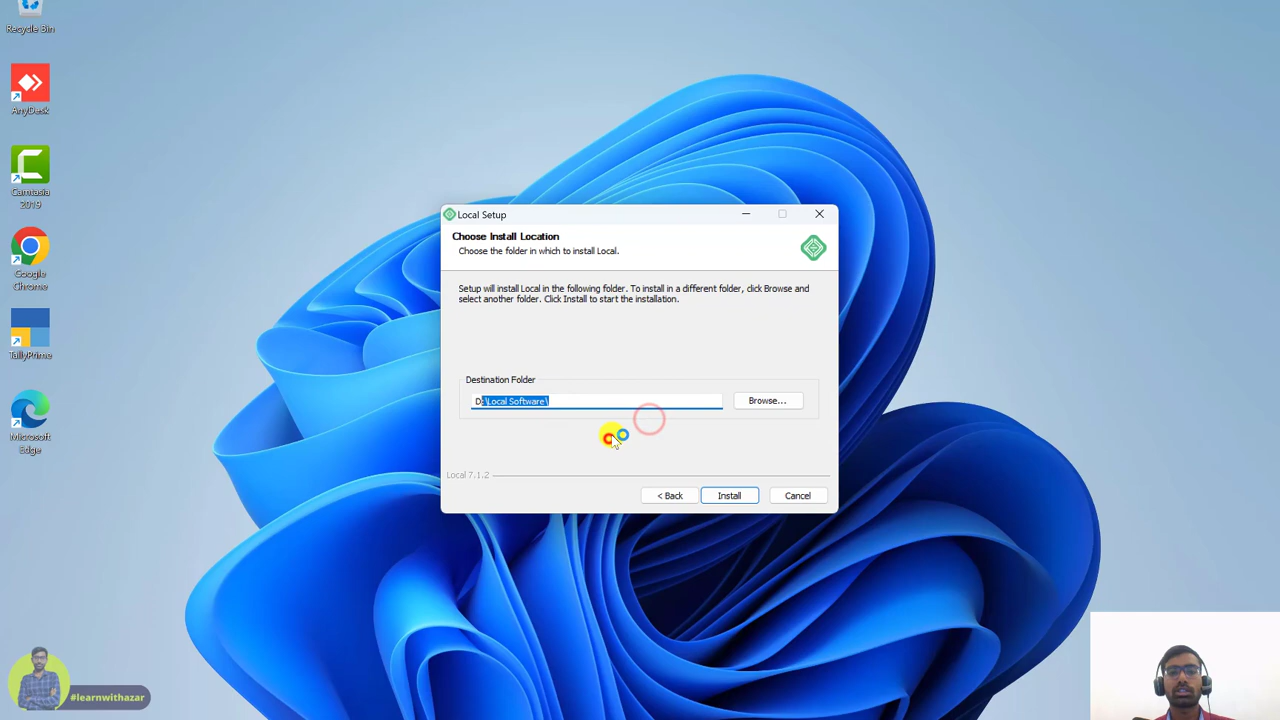 Recycle Bin
AnyDesk
Camtasia
2019
Google
Chrome
TallyPrime
Microsoft
Edge
Local Setup
Choose Install Location
Choose the folder in which to install Local.
Setup will install Local in the following folder. To install in a different folder, click Browse and
select another folder. Click Install to start the installation.
Destination Folder
D:\Local Software\
Browse...
Local 7.1.2
< Back
Install
Cancel
#learnwithazar